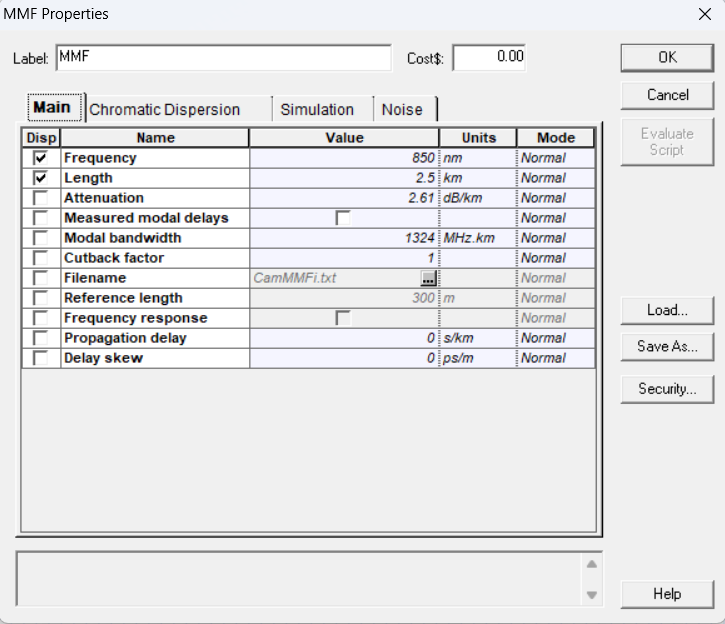 MMF Properties
Label: MMF Cost$: 0.00 OK
Cancel
Evaluate
Script
Main Chromatic Dispersion Simulation Noise
Disp Name Value Units Mode
Frequency 850 nm Normal
Length 2.5 km Normal
Attenuation 2.61 dB/km Normal
Measured modal delays Normal
Modal bandwidth 1324 MHz.km Normal
Cutback factor 1 Normal
Filename CamMMFi.txt ... Normal
Reference length 300 m Normal
Frequency response Normal
Propagation delay 0 s/km Normal
Delay skew 0 ps/m Normal
Load...
Save As...
Security...
Help